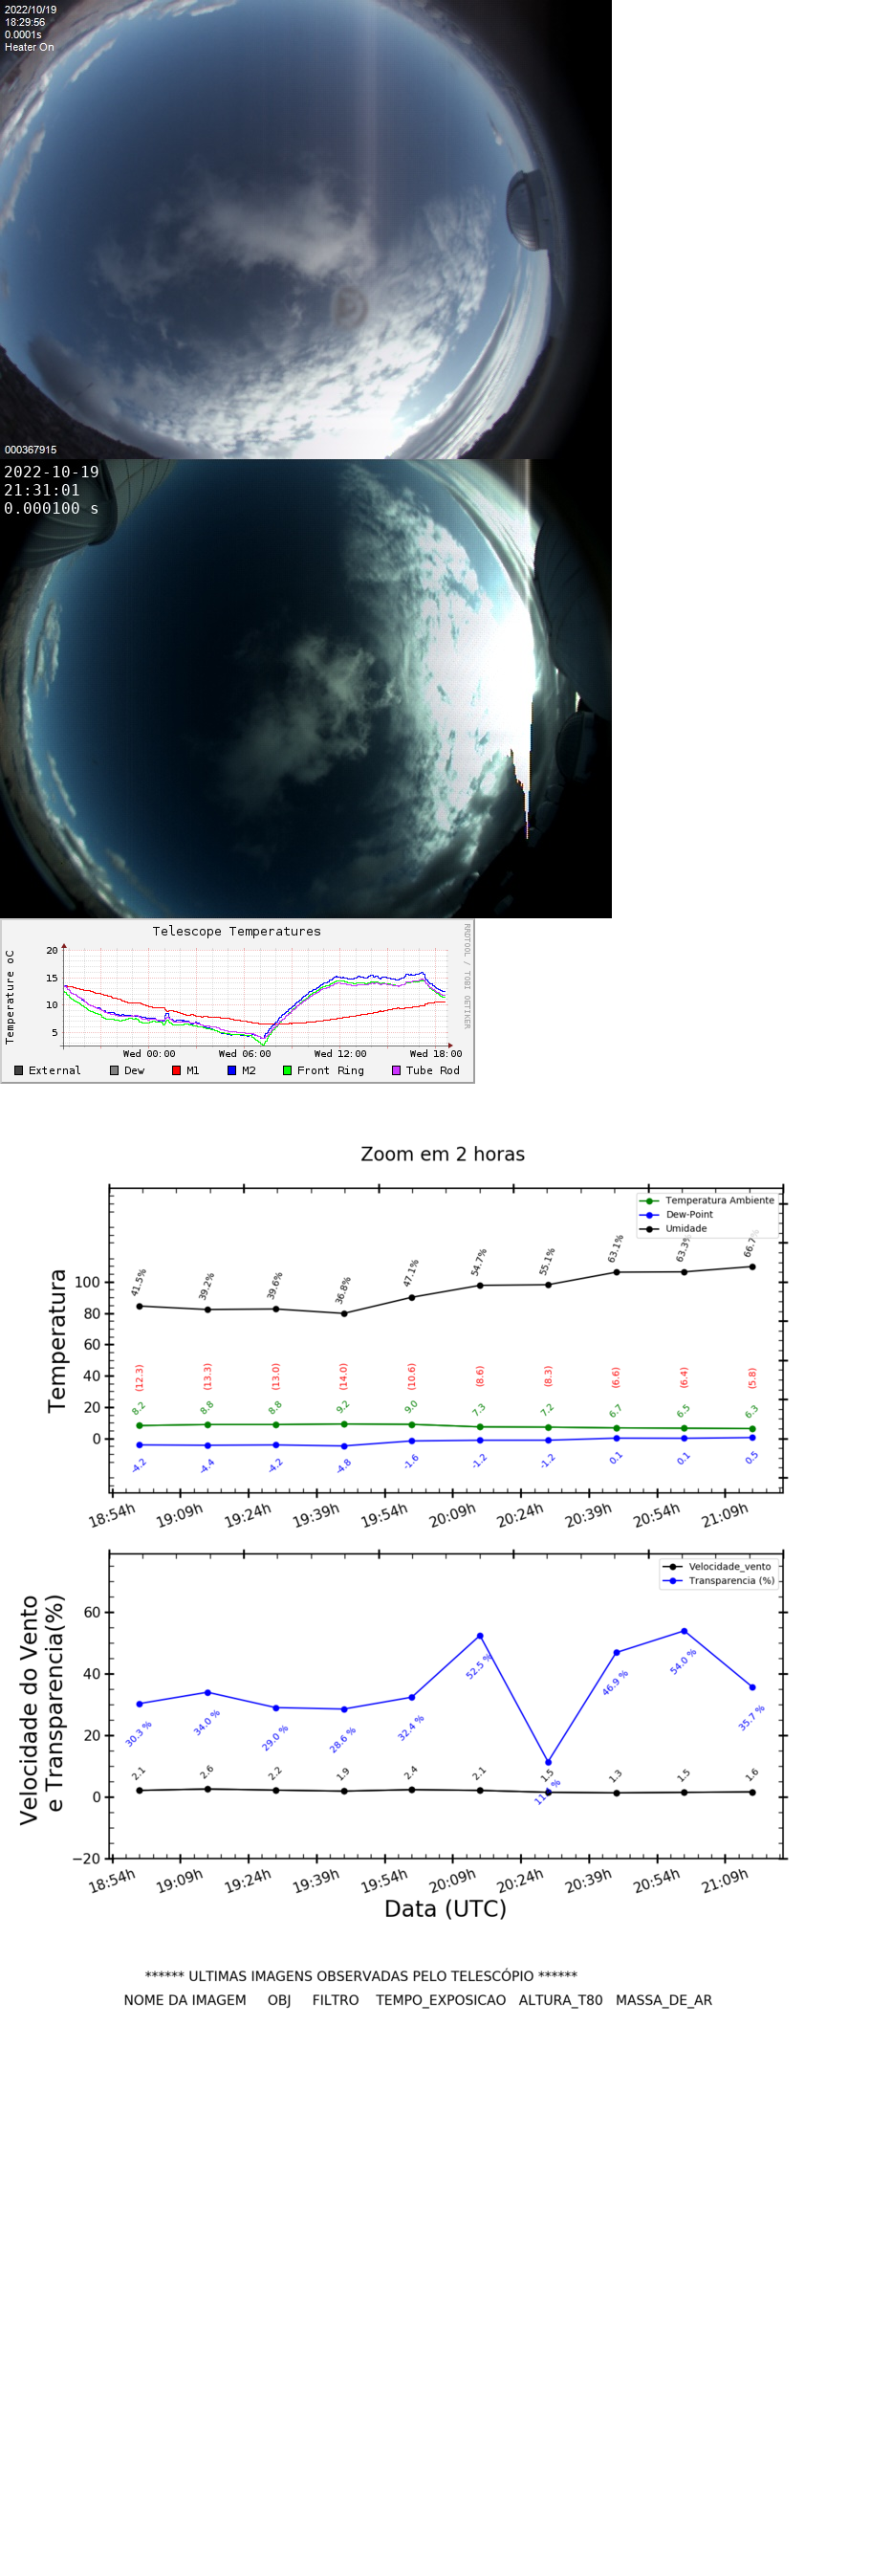 2022/10/19
18:29:56
0.0001s
Heater On
000367915
2022-10-19
21:31:01
0.000100 s
Telescope Temperatures
Temperature oC
20
15
10
5
Wed 00:00 Wed 06:00 Wed 12:00 Wed 18:00
External Dew M1 M2 Front Ring Tube Rod
RRDTOOL / TOBI OETIKER
Zoom em 2 horas
Temperatura
Temperatura Ambiente
Dew-Point
Umidade
41.5% 39.2% 39.6% 36.8% 47.1% 54.7% 55.1% 63.1% 63.3%
100
80
60
40
20
0
(12.3) (13.3) (13.0) (14.0) (10.6) (8.6) (8.3) (6.6) (6.4) (5.8)
8.2 8.8 8.8 9.2 9.0 7.3 7.2 6.7 6.5 6.3
-4.2 -4.4 -4.2 -4.8 -1.6 -1.2 -1.2 0.1 0.1 0.5
18:54h 19:09h 19:24h 19:39h 19:54h 20:09h 20:24h 20:39h 20:54h 21:09h
Velocidade do Vento
e Transparencia(%)
Velocidade_vento
Transparencia (%)
60
40
20
0
−20
30.3 % 34.0 % 29.0 % 28.6 % 32.4 % 52.5 % 46.9 % 54.0 % 35.7 %
2.1 2.6 2.2 1.9 2.4 2.1 1.5 1.3 1.5 1.6
18:54h 19:09h 19:24h 19:39h 19:54h 20:09h 20:24h 20:39h 20:54h 21:09h
Data (UTC)
****** ULTIMAS IMAGENS OBSERVADAS PELO TELESCÓPIO ******
NOME DA IMAGEM OBJ FILTRO TEMPO_EXPOSICAO ALTURA_T80 MASSA_DE_AR